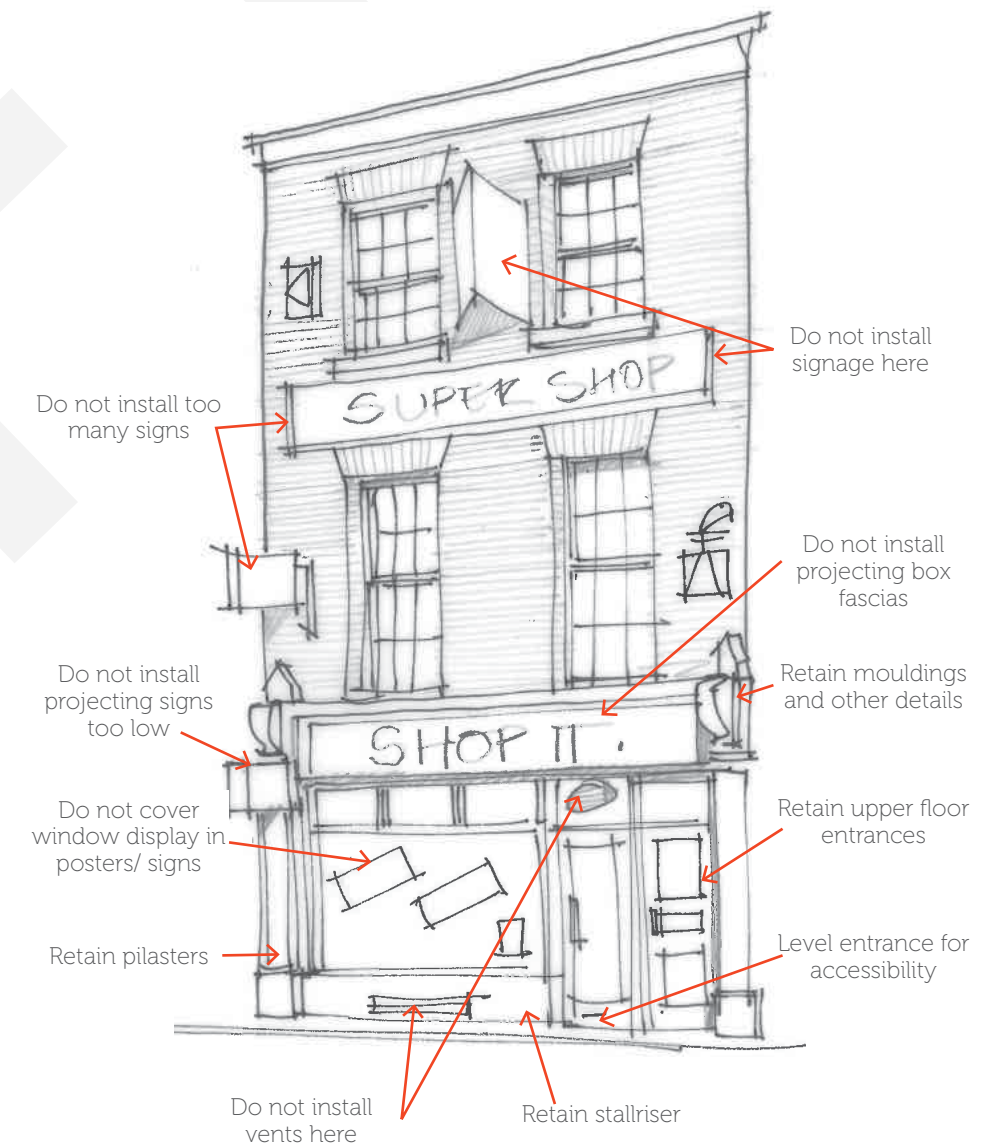 Do not install
signage here
SUPER SHOP
Do not install too
many signs
Do not install
projecting box
fascias
Do not install
projecting signs
too low
Retain mouldings
and other details
SHOP IT .
Do not cover
window display in
posters/ signs
Retain upper floor
entrances
Retain pilasters
Level entrance for
accessibility
Do not install
vents here
Retain stallriser